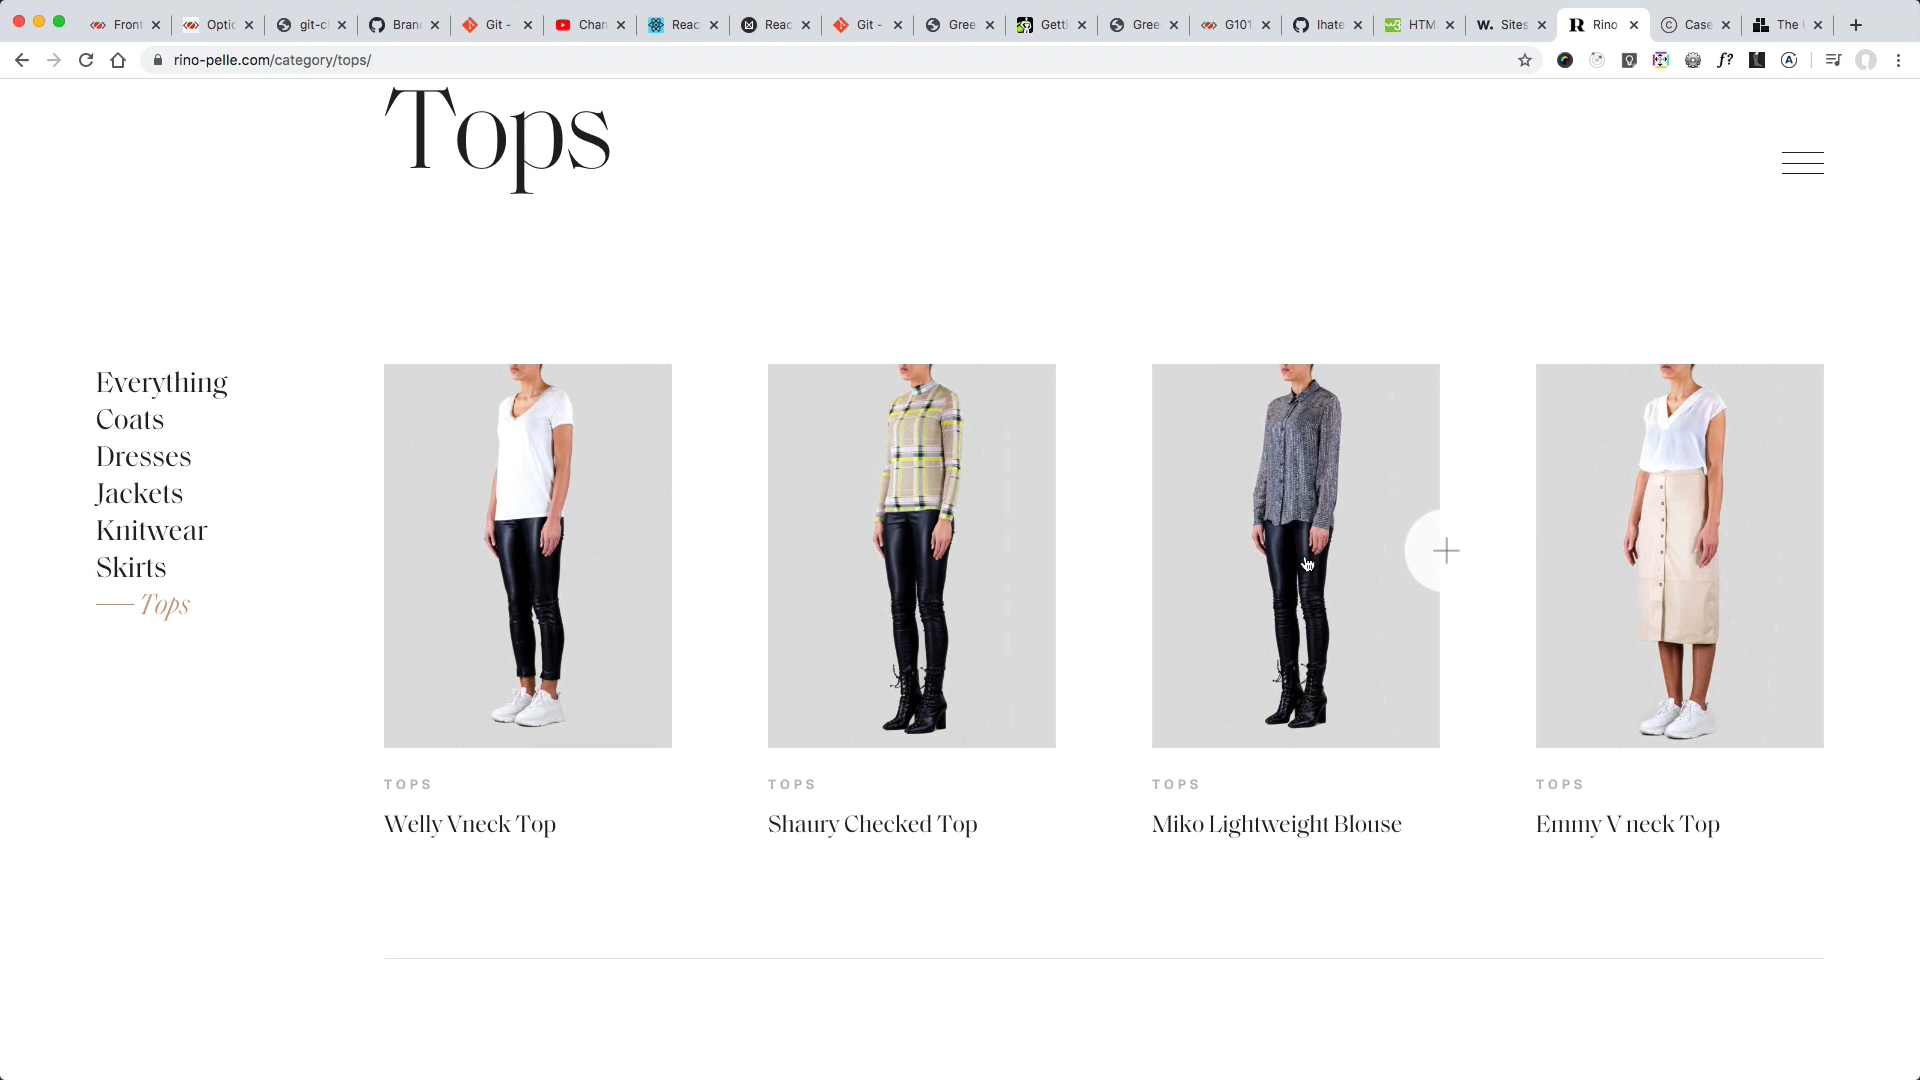 Front
Optic
git-cl
Branc
Git -
Chan
Reac
Reac
Git -
Gree
Getti
Gree
G101
Ihate
HTM
W. Sites
R Rino
Case
The
rino-pelle.com/category/tops/
f?
Tops
Everything
Coats
Dresses
Jackets
Knitwear
Skirts
Tops
TOPS
Welly Vneck Top
TOPS
Shaury Checked Top
TOPS
Miko Lightweight Blouse
TOPS
Emmy V neck Top